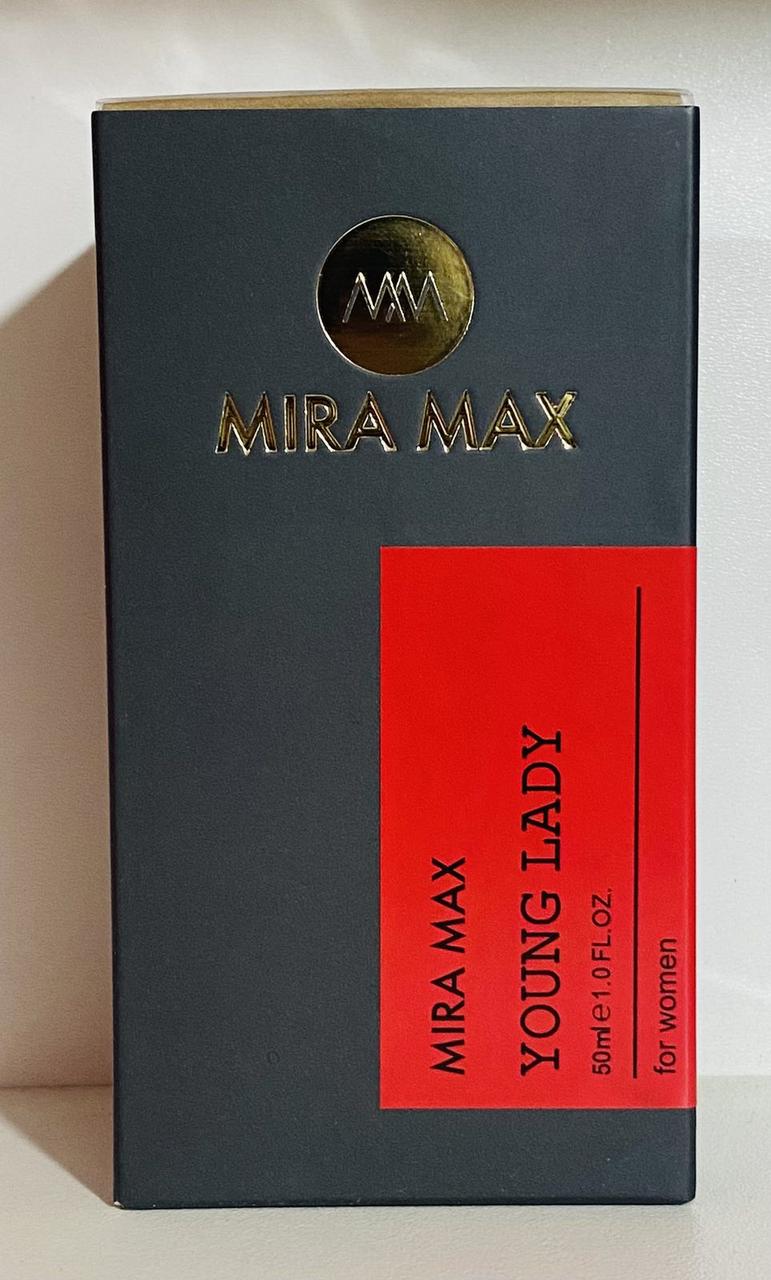 MM
MIRA MAX
MIRA MAX
YOUNG LADY
50ml e 1.0 FL.OZ.
for women